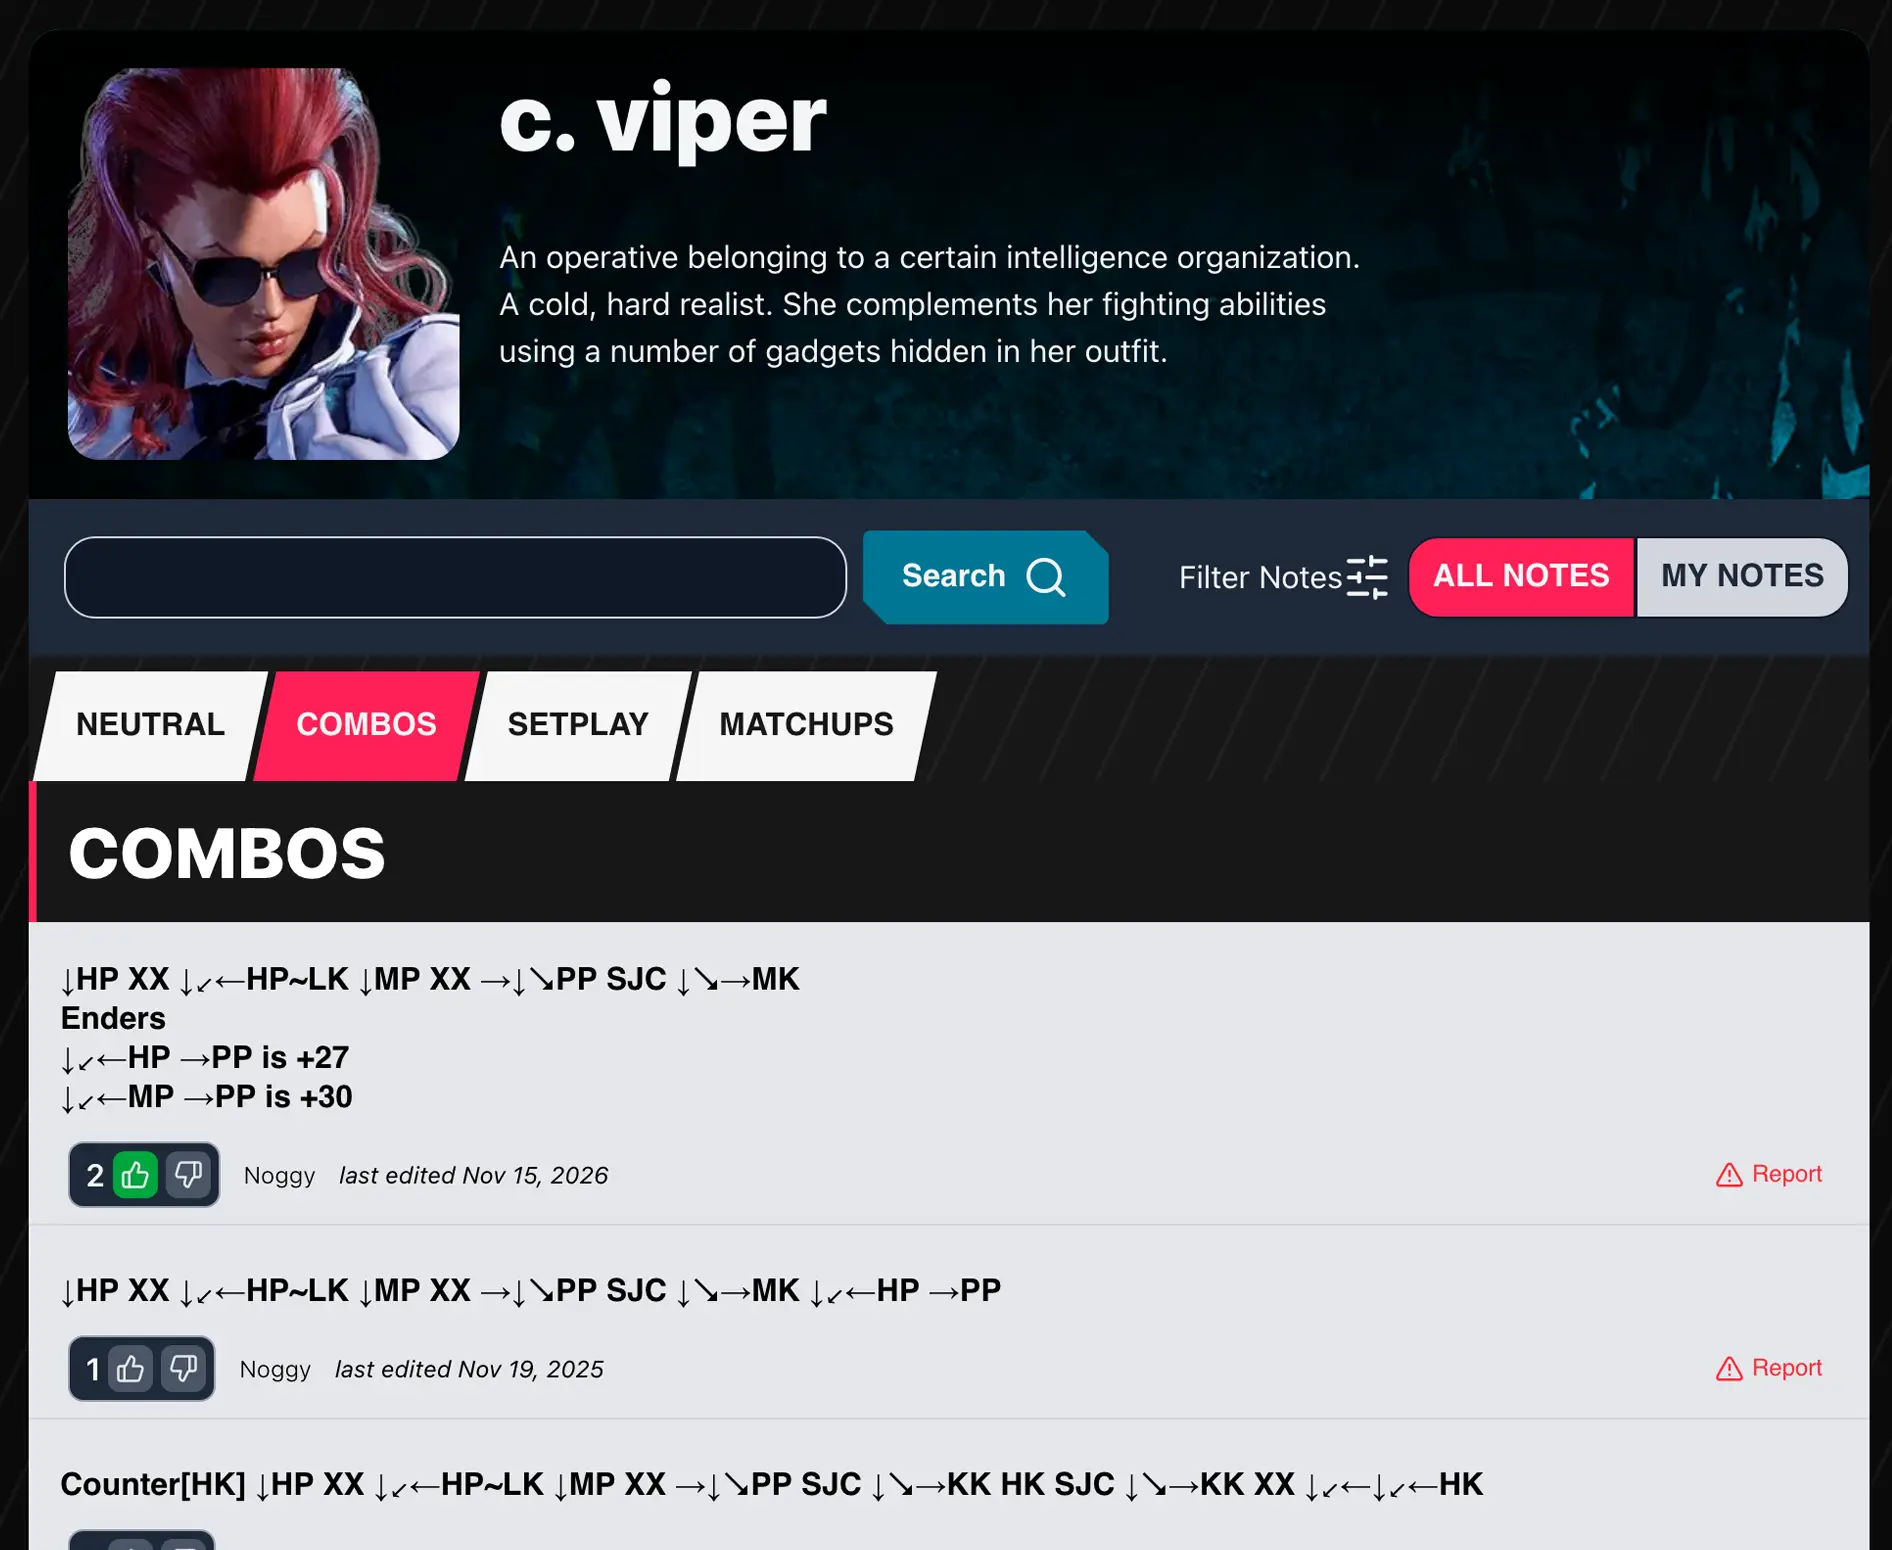 c. viper
An operative belonging to a certain intelligence organization.
A cold, hard realist. She complements her fighting abilities
using a number of gadgets hidden in her outfit.
Search
Filter Notes
ALL NOTES
MY NOTES
NEUTRAL
COMBOS
SETPLAY
MATCHUPS
COMBOS
↓HP XX ↓↙←HP~LK ↓MP XX →↓↘PP SJC ↓↘→MK
Enders
↓↙←HP →PP is +27
↓↙←MP →PP is +30
2 Noggy last edited Nov 15, 2026
Report
↓HP XX ↓↙←HP~LK ↓MP XX →↓↘PP SJC ↓↘→MK ↓↙←HP →PP
1 Noggy last edited Nov 19, 2025
Report
Counter[HK] ↓HP XX ↓↙←HP~LK ↓MP XX →↓↘PP SJC ↓↘→KK HK SJC ↓↘→KK XX ↓↙←↓↙←HK